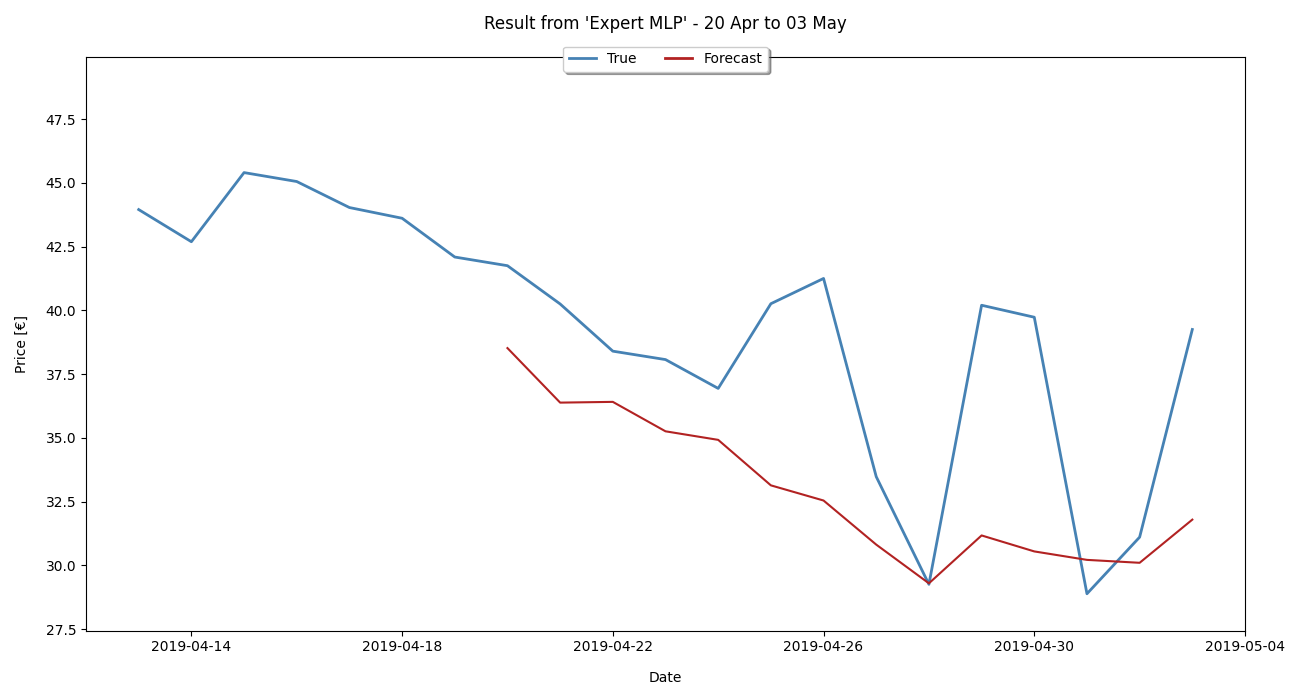 Result from 'Expert MLP' - 20 Apr to 03 May
True Forecast
47.5
45.0
42.5
40.0
37.5
35.0
32.5
30.0
27.5
Price [€]
2019-04-14 2019-04-18 2019-04-22 2019-04-26 2019-04-30 2019-05-04
Date